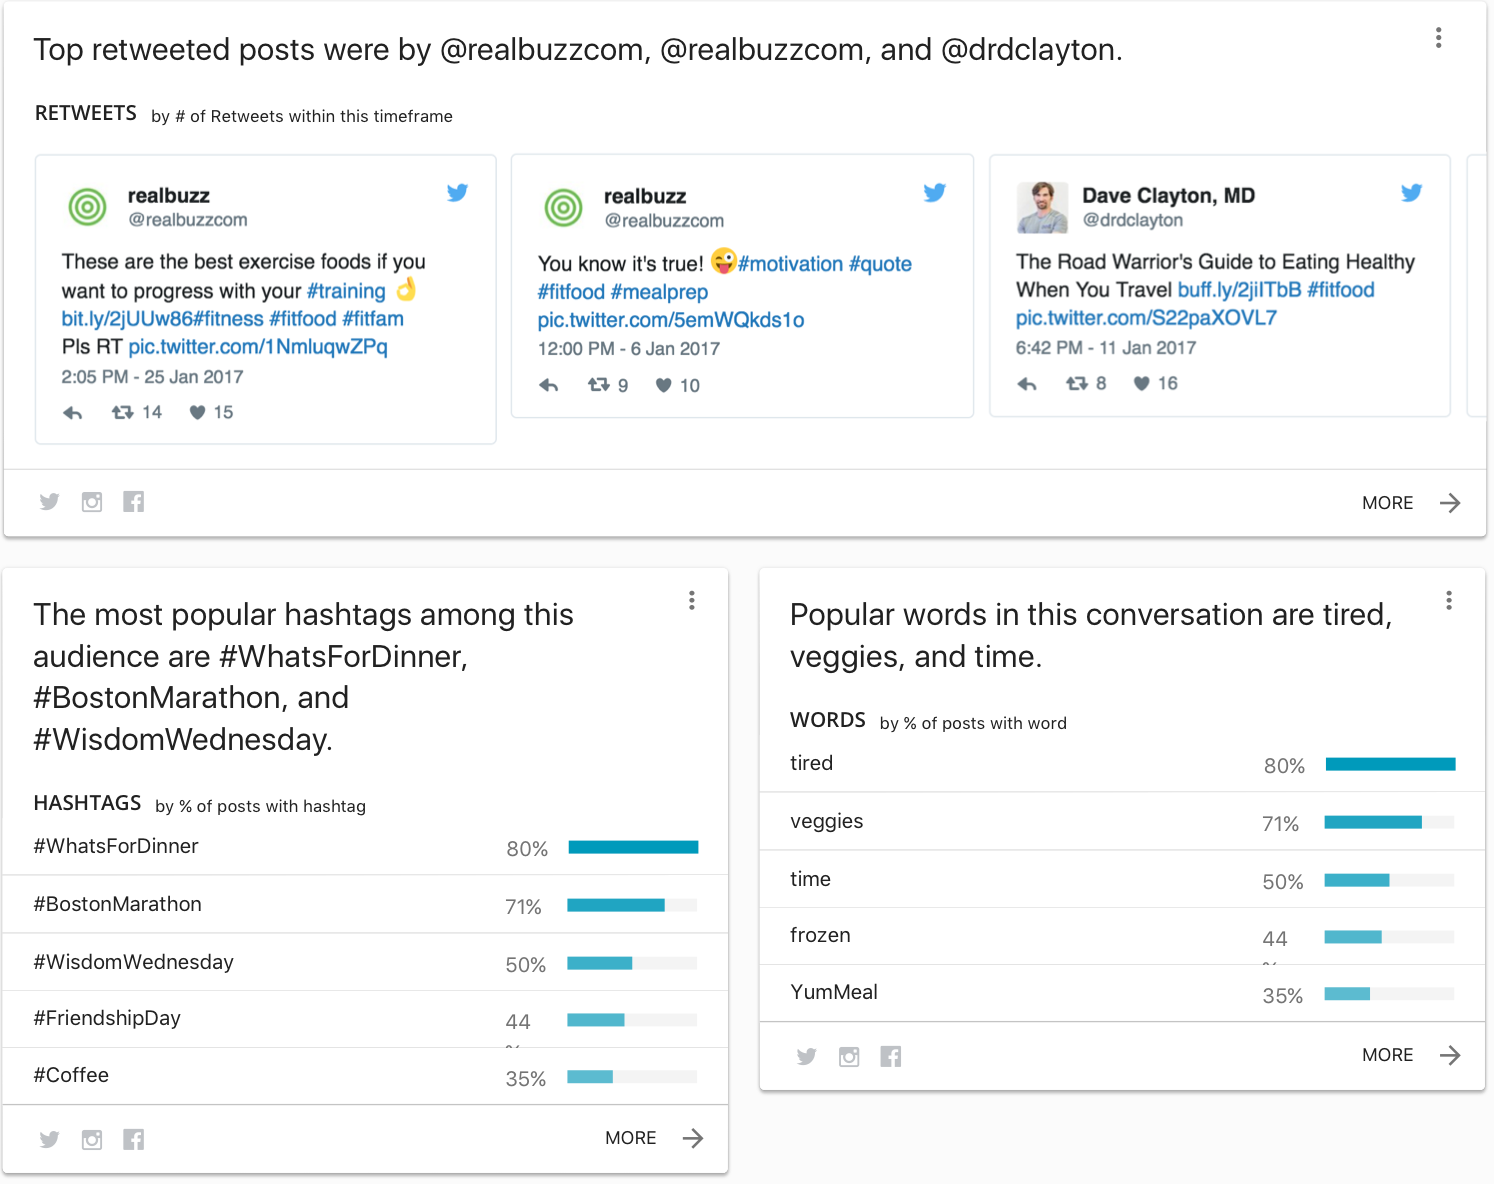 Top retweeted posts were by @realbuzzcom, @realbuzzcom, and @drdclayton.
RETWEETS by # of Retweets within this timeframe
realbuzz
@realbuzzcom
These are the best exercise foods if you
want to progress with your #training 👌
bit.ly/2jUUw86#fitness #fitfood #fitfam
Pls RT pic.twitter.com/1NmluqwZPq
2:05 PM - 25 Jan 2017
14 15
realbuzz
@realbuzzcom
You know it's true! 😜#motivation #quote
#fitfood #mealprep
pic.twitter.com/5emWQkds1o
12:00 PM - 6 Jan 2017
9 10
Dave Clayton, MD
@drdclayton
The Road Warrior's Guide to Eating Healthy
When You Travel buff.ly/2jilTbB #fitfood
pic.twitter.com/S22paXOVL7
6:42 PM - 11 Jan 2017
8 16
MORE
The most popular hashtags among this
audience are #WhatsForDinner,
#BostonMarathon, and
#WisdomWednesday.
HASHTAGS by % of posts with hashtag
#WhatsForDinner 80%
#BostonMarathon 71%
#WisdomWednesday 50%
#FriendshipDay 44
%
#Coffee 35%
MORE
Popular words in this conversation are tired,
veggies, and time.
WORDS by % of posts with word
tired 80%
veggies 71%
time 50%
frozen 44
%
YumMeal 35%
MORE